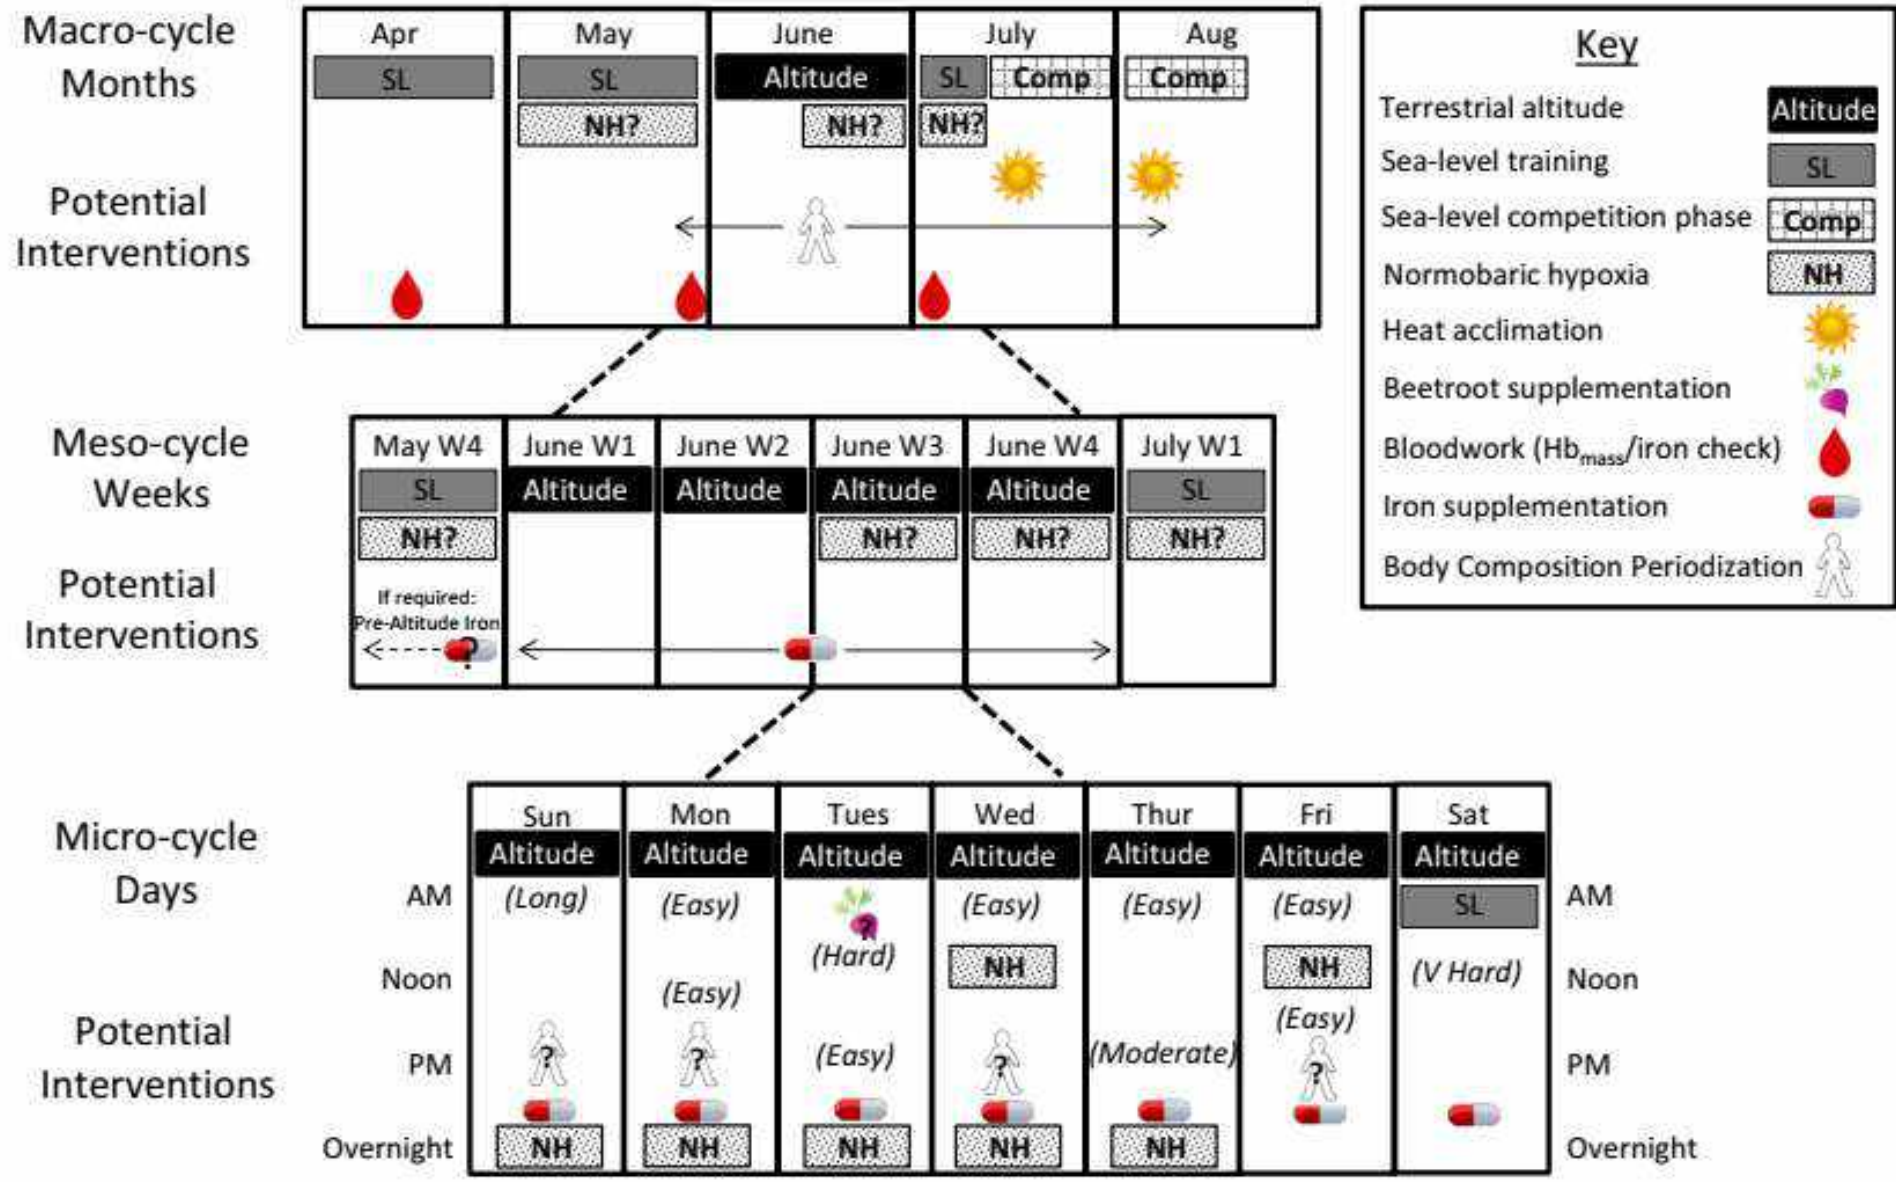 Macro-cycle
Months
Apr May June July Aug
SL SL Altitude SL Comp Comp
NH? NH? NH?
Potential
Interventions
Key
Terrestrial altitude Altitude
Sea-level training SL
Sea-level competition phase Comp
Normobaric hypoxia NH
Heat acclimation
Beetroot supplementation
Bloodwork (Hbmass/iron check)
Iron supplementation
Body Composition Periodization
Meso-cycle
Weeks
May W4 June W1 June W2 June W3 June W4 July W1
SL Altitude Altitude Altitude Altitude SL
NH? NH? NH? NH?
Potential
Interventions
If required:
Pre-Altitude Iron
?
Micro-cycle
Days
Sun Mon Tues Wed Thur Fri Sat
Altitude Altitude Altitude Altitude Altitude Altitude Altitude
AM (Long) (Easy) ? (Easy) (Easy) (Easy) SL AM
(Hard)
Noon (Easy) NH NH (V Hard) Noon
(Easy)
Potential
Interventions
PM ? ? (Easy) ? (Moderate) ? PM
Overnight NH NH NH NH NH Overnight